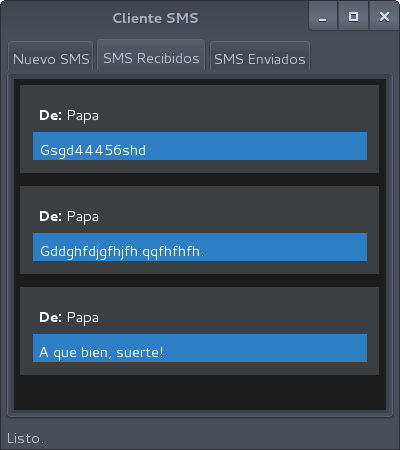 Cliente SMS
Nuevo SMS SMS Recibidos SMS Enviados
De: Papa
Gsgd44456shd
De: Papa
Gddghfdjgfhjfh:qqfhfhfh.
De: Papa
A que bien, suerte!
Listo.